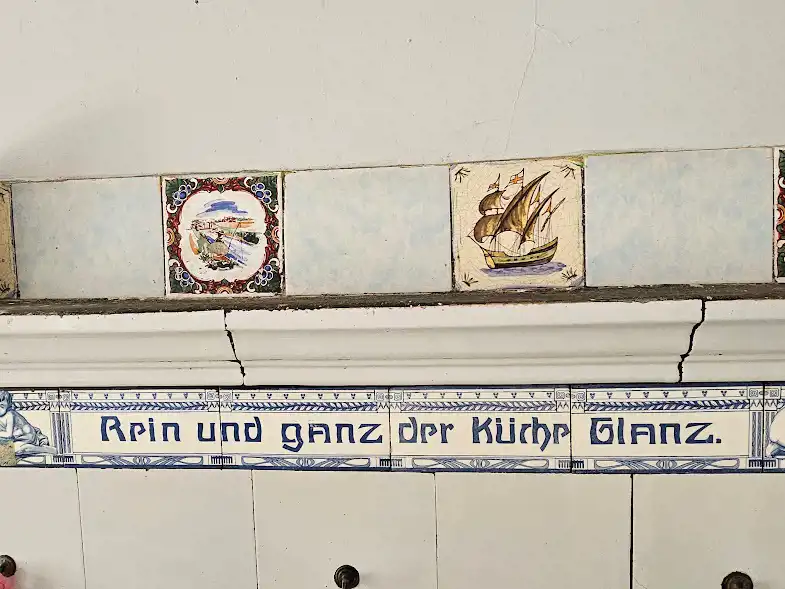 Rein und ganz der Küche Glanz.